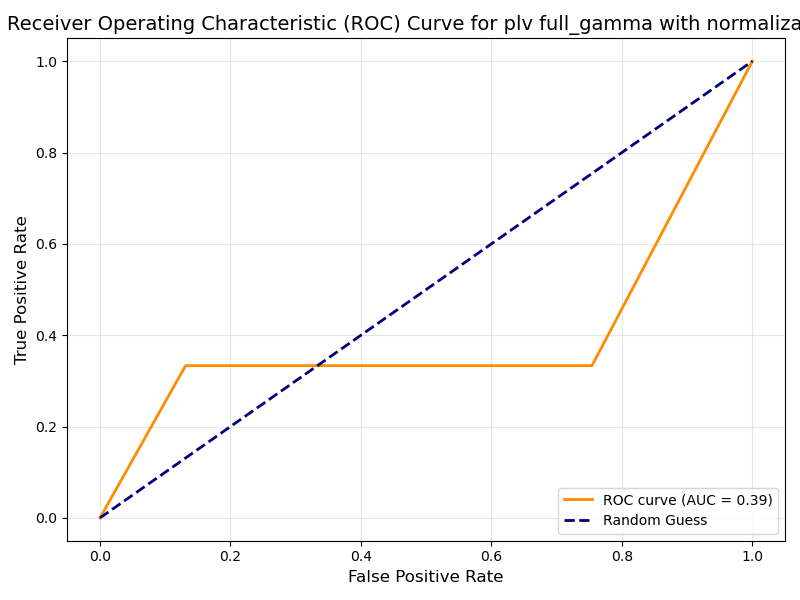 Receiver Operating Characteristic (ROC) Curve for plv full_gamma with normaliza
1.0
0.8
0.6
0.4
0.2
0.0
True Positive Rate
0.0 0.2 0.4 0.6 0.8 1.0
False Positive Rate
ROC curve (AUC = 0.39)
Random Guess